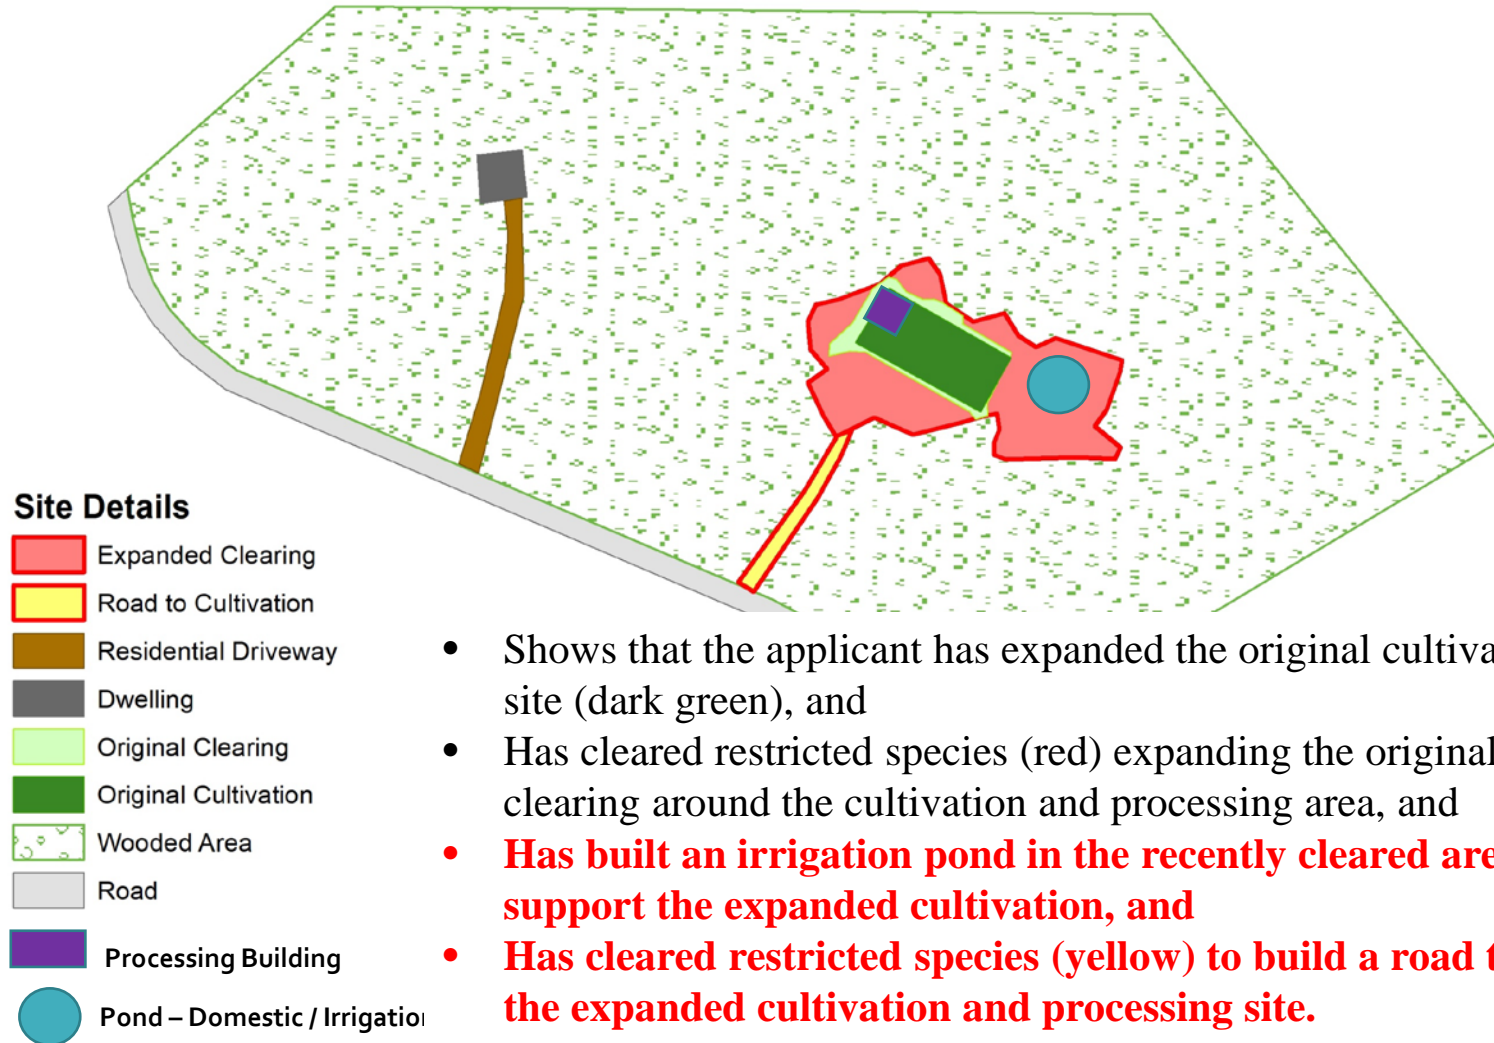 Site Details
Expanded Clearing
Road to Cultivation
Residential Driveway
Dwelling
Original Clearing
Original Cultivation
Wooded Area
Road
Processing Building
Pond – Domestic / Irrigation
• Shows that the applicant has expanded the original
site (dark green), and
• Has cleared restricted species (red) expanding the original
clearing around the cultivation and processing area, and
• Has built an irrigation pond in the recently cleared
support the expanded cultivation, and
• Has cleared restricted species (yellow) to build a road
the expanded cultivation and processing site.